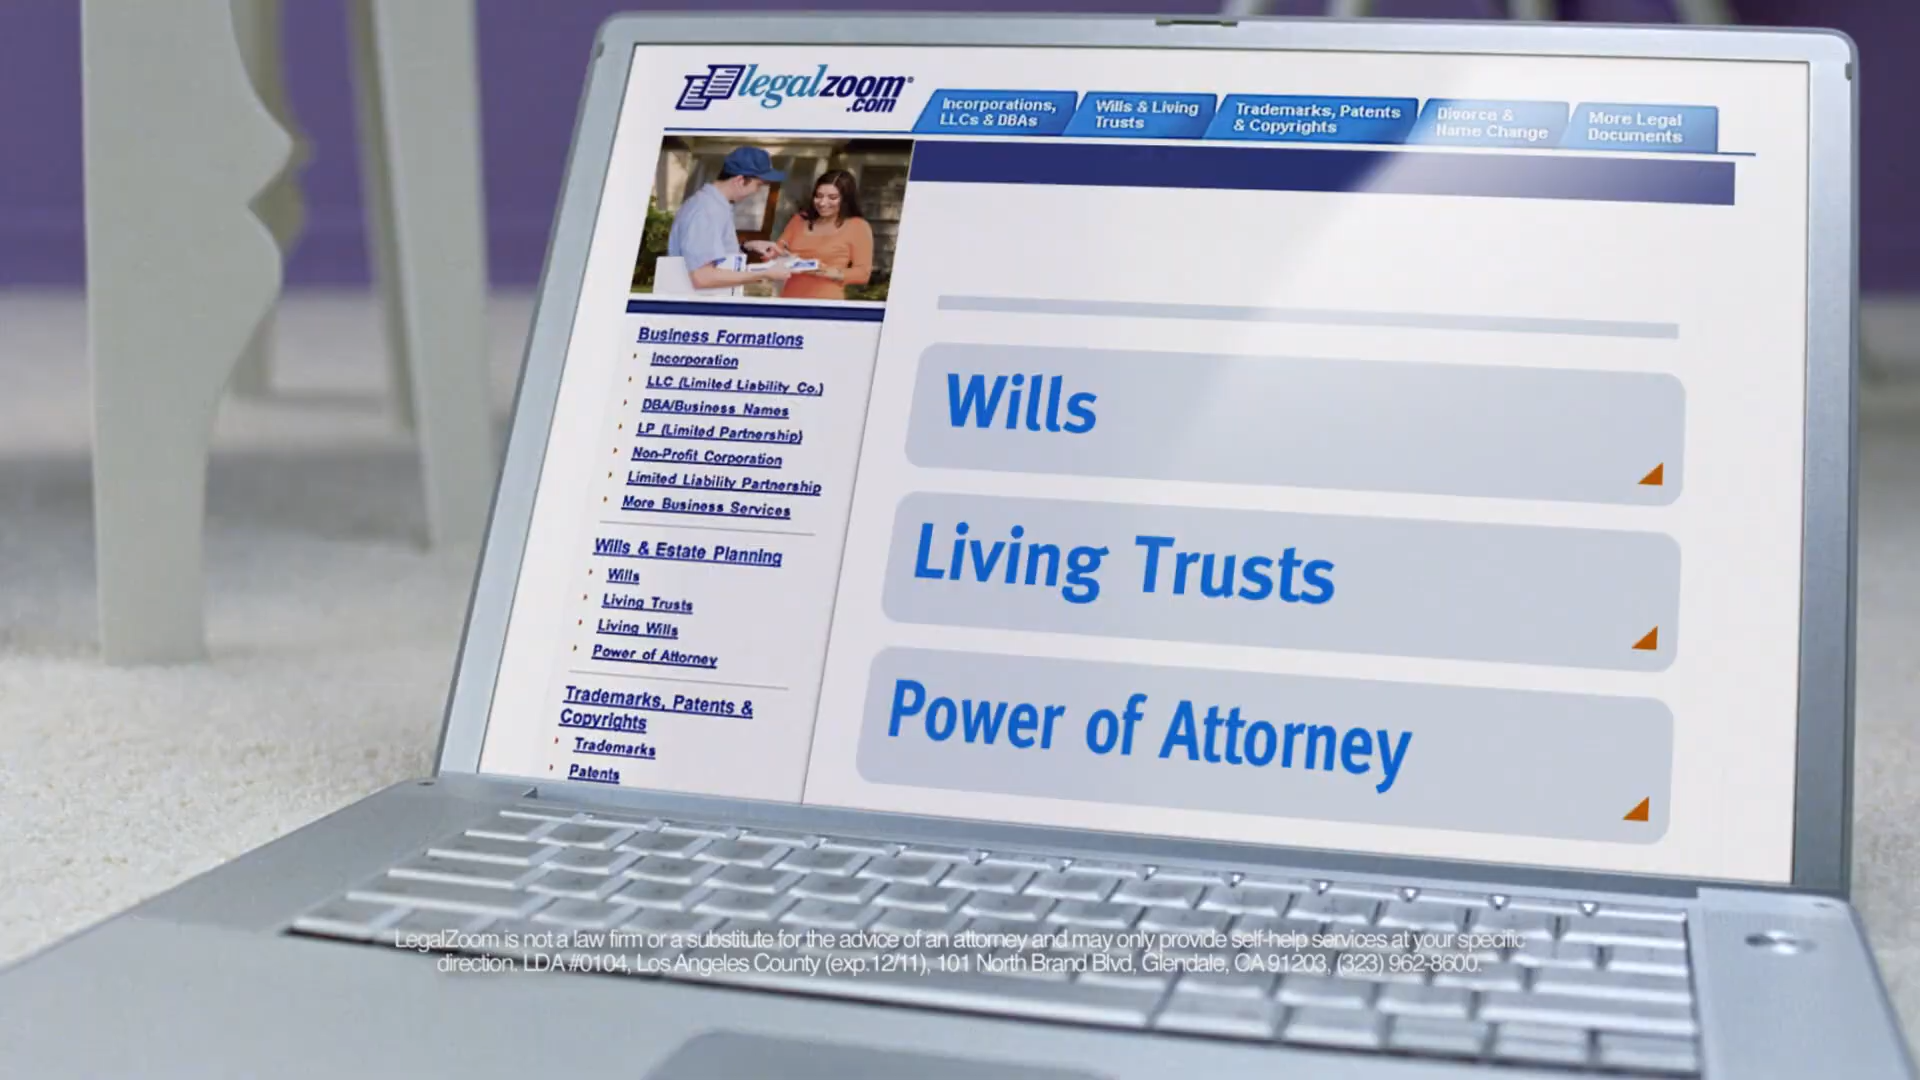 legalzoom®
.com
Incorporations,
LLCs & DBAs
Wills & Living
Trusts
Trademarks, Patents
& Copyrights
Divorce &
Name Change
More Legal
Documents
Business Formations
Incorporation
LLC (Limited Liability Co.)
DBA/Business Names
LP (Limited Partnership)
Non-Profit Corporation
Limited Liability Partnership
More Business Services
Wills & Estate Planning
Wills
Living Trusts
Living Wills
Power of Attorney
Trademarks, Patents &
Copyrights
Trademarks
Patents
Wills
Living Trusts
Power of Attorney
LegalZoom is not a law firm or a substitute for the advice of an attorney and may only provide self-help services at your specific
direction. LDA #0104, Los Angeles County (exp.12/11), 101 North Brand Blvd, Glendale, CA 91203, (323) 962-8600.